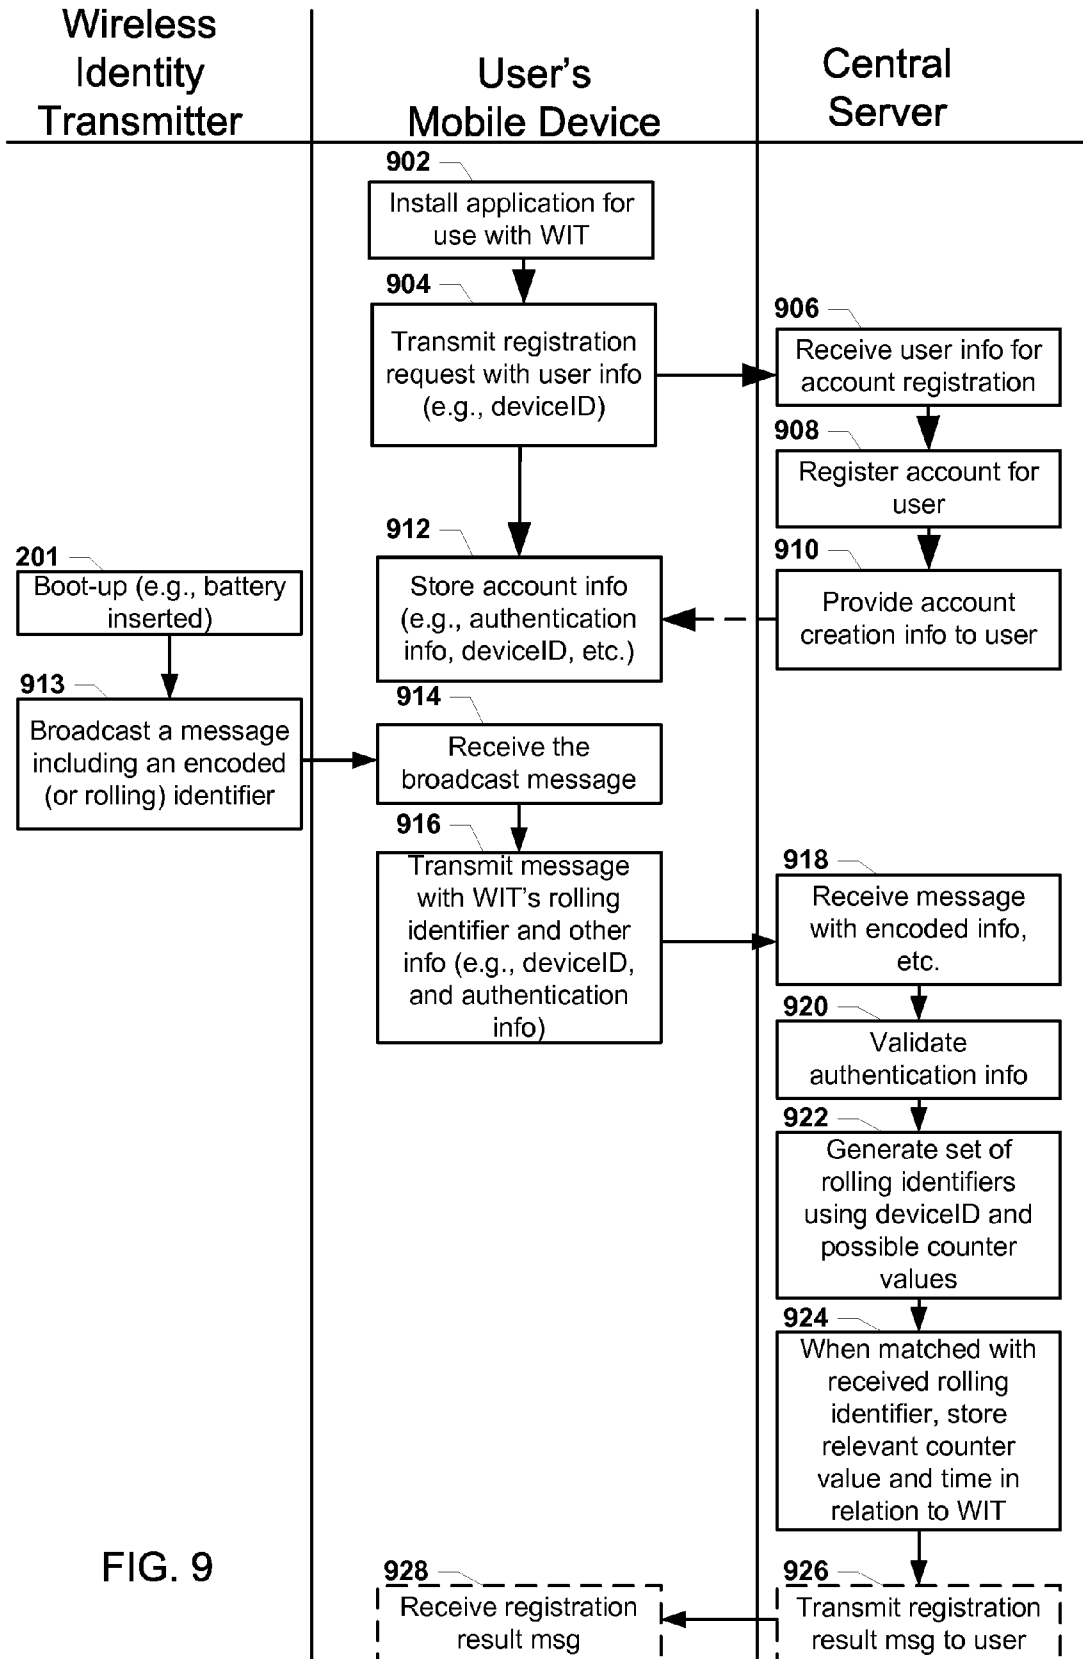 Wireless
Identity
Transmitter
User's
Mobile Device
Central
Server
902
Install application for
use with WIT
904
Transmit registration
request with user info
(e.g., deviceID)
906
Receive user info for
account registration
908
Register account for
user
910
Provide account
creation info to user
912
Store account info
(e.g., authentication
info, deviceID, etc.)
201
Boot-up (e.g., battery
inserted)
913
Broadcast a message
including an encoded
(or rolling) identifier
914
Receive the
broadcast message
916
Transmit message
with WIT's rolling
identifier and other
info (e.g., deviceID,
and authentication
info)
918
Receive message
with encoded info,
etc.
920
Validate
authentication info
922
Generate set of
rolling identifiers
using deviceID and
possible counter
values
924
When matched with
received rolling
identifier, store
relevant counter
value and time in
relation to WIT
926
Transmit registration
result msg to user
928
Receive registration
result msg
FIG. 9